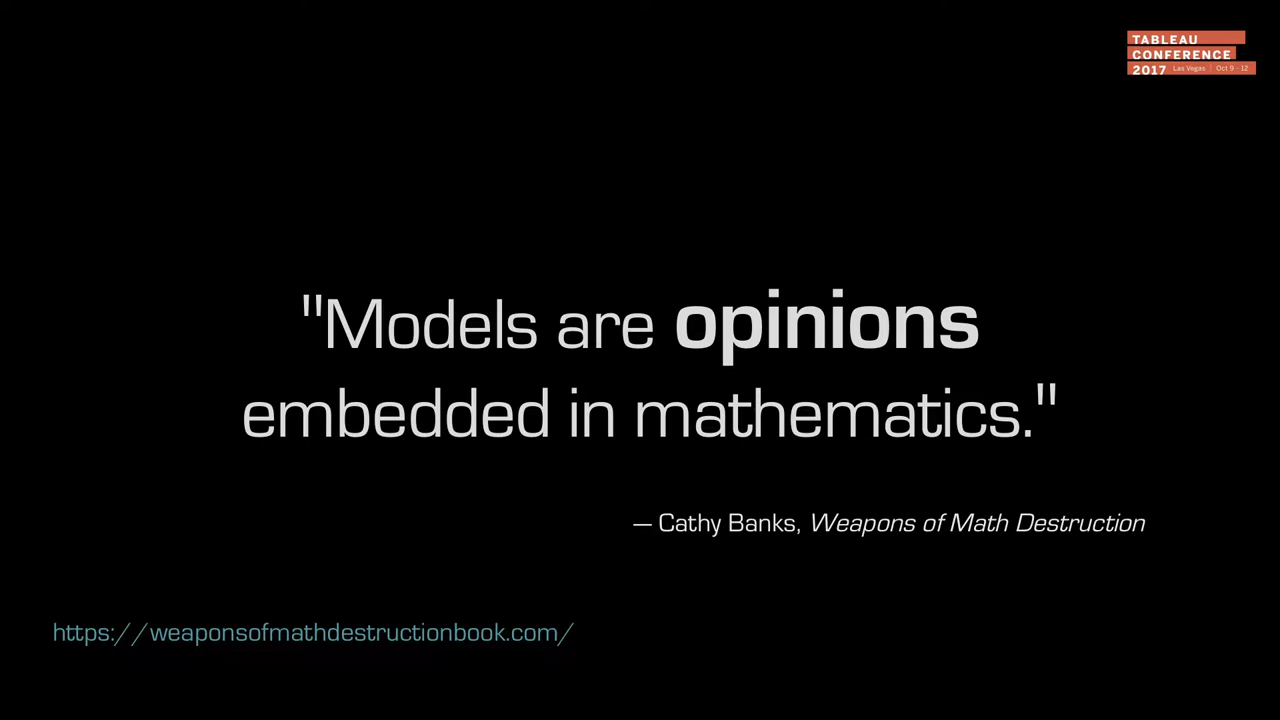 TABLEAU
CONFERENCE
2017 Las Vegas | Oct 9 - 12
"Models are opinions
embedded in mathematics."
— Cathy Banks, Weapons of Math Destruction
https://weaponsofmathdestructionbook.com/